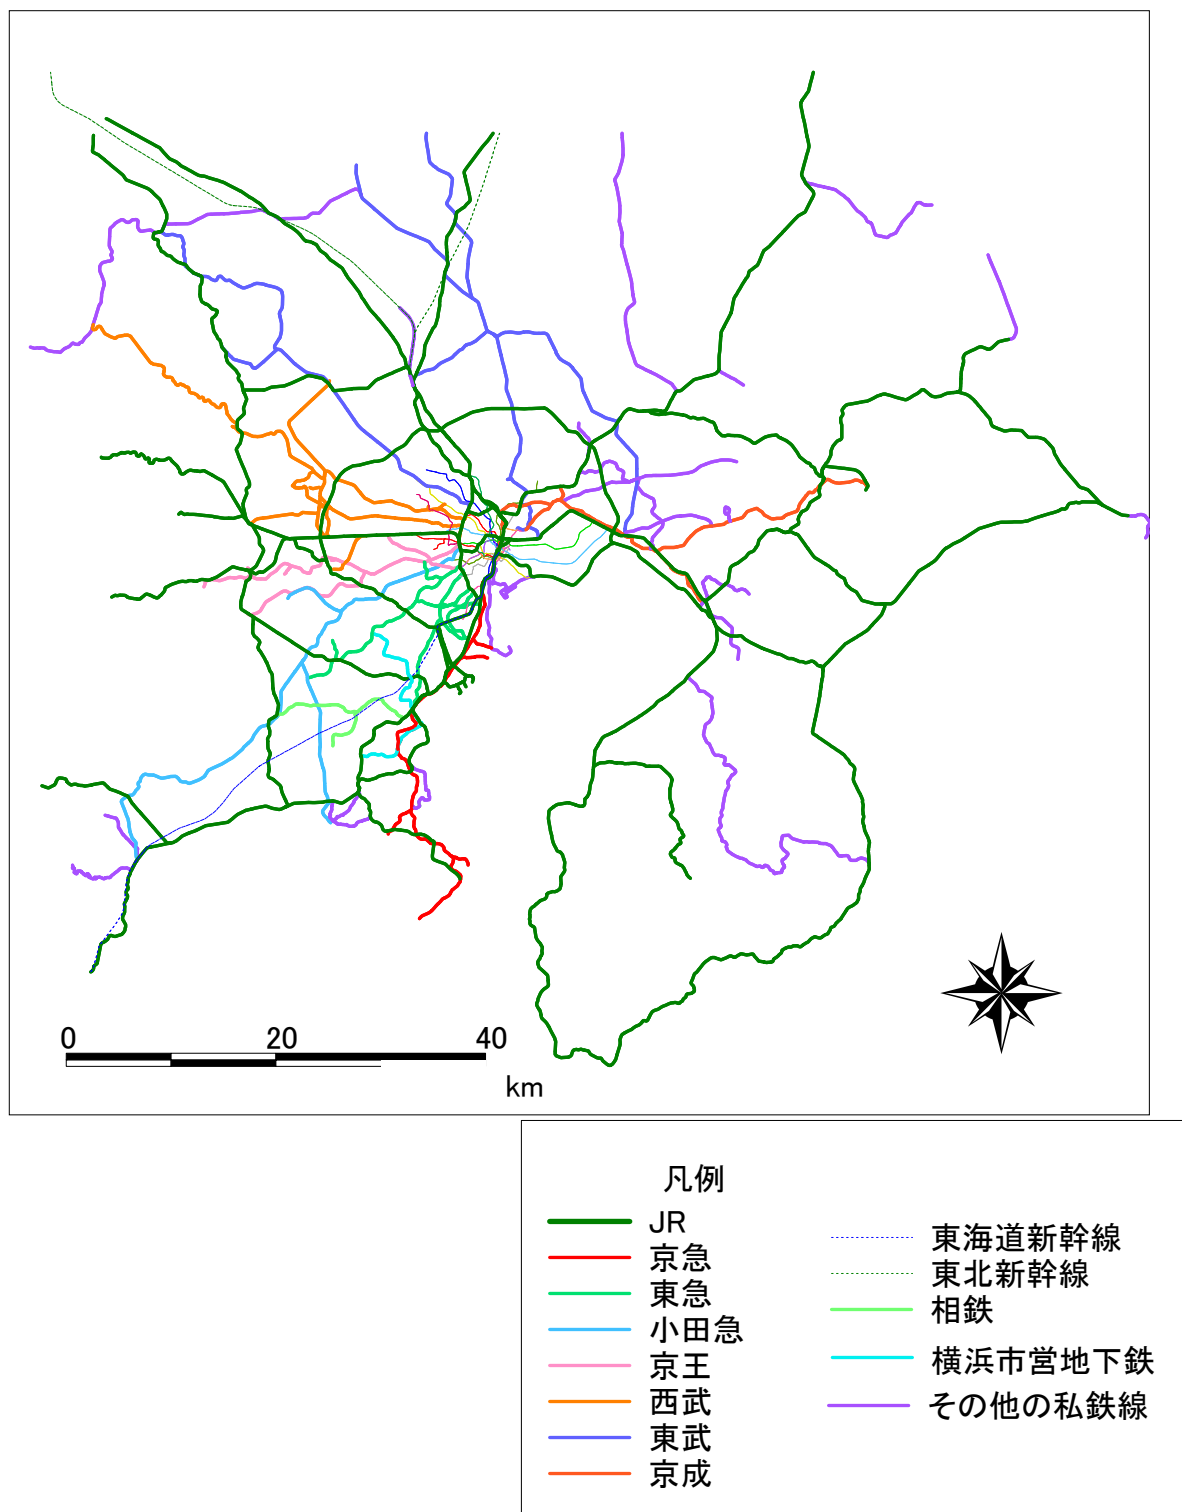 0 20 40
km
凡例
JR
京急
東急
小田急
京王
西武
東武
京成
東海道新幹線
東北新幹線
相鉄
横浜市営地下鉄
その他の私鉄線